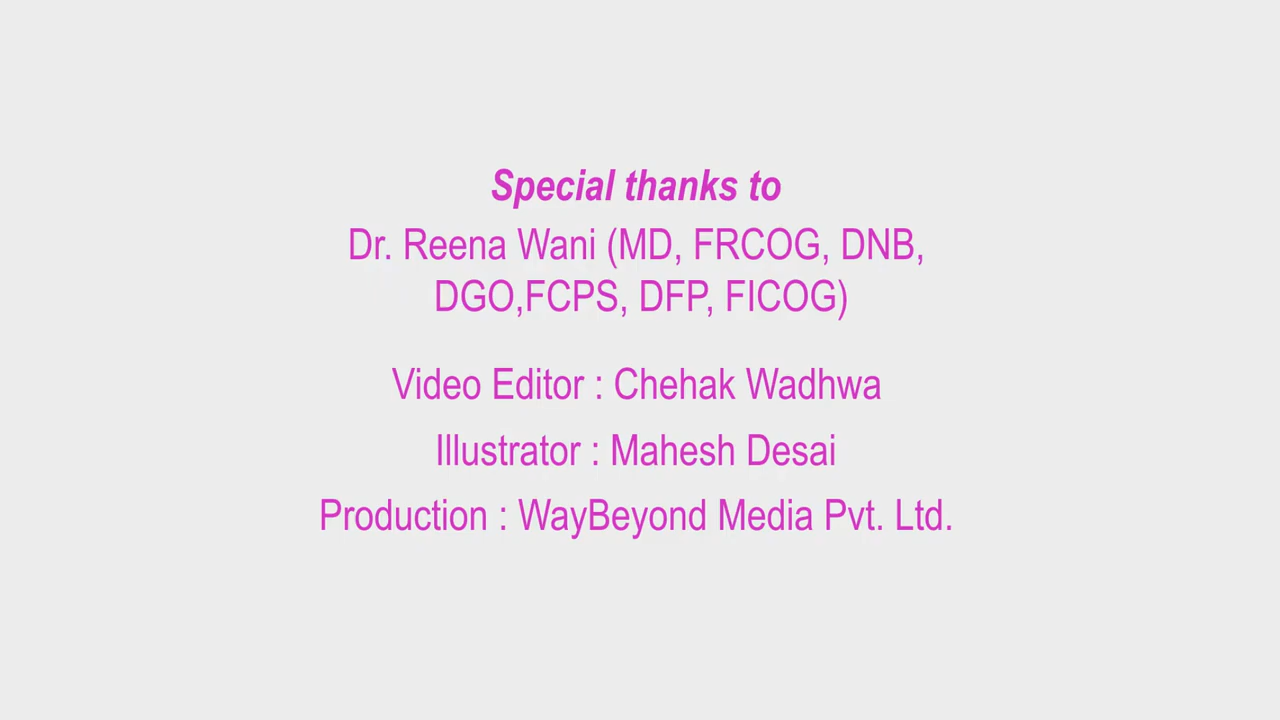 Special thanks to
Dr. Reena Wani (MD, FRCOG, DNB,
DGO,FCPS, DFP, FICOG)
Video Editor : Chehak Wadhwa
Illustrator : Mahesh Desai
Production : WayBeyond Media Pvt. Ltd.